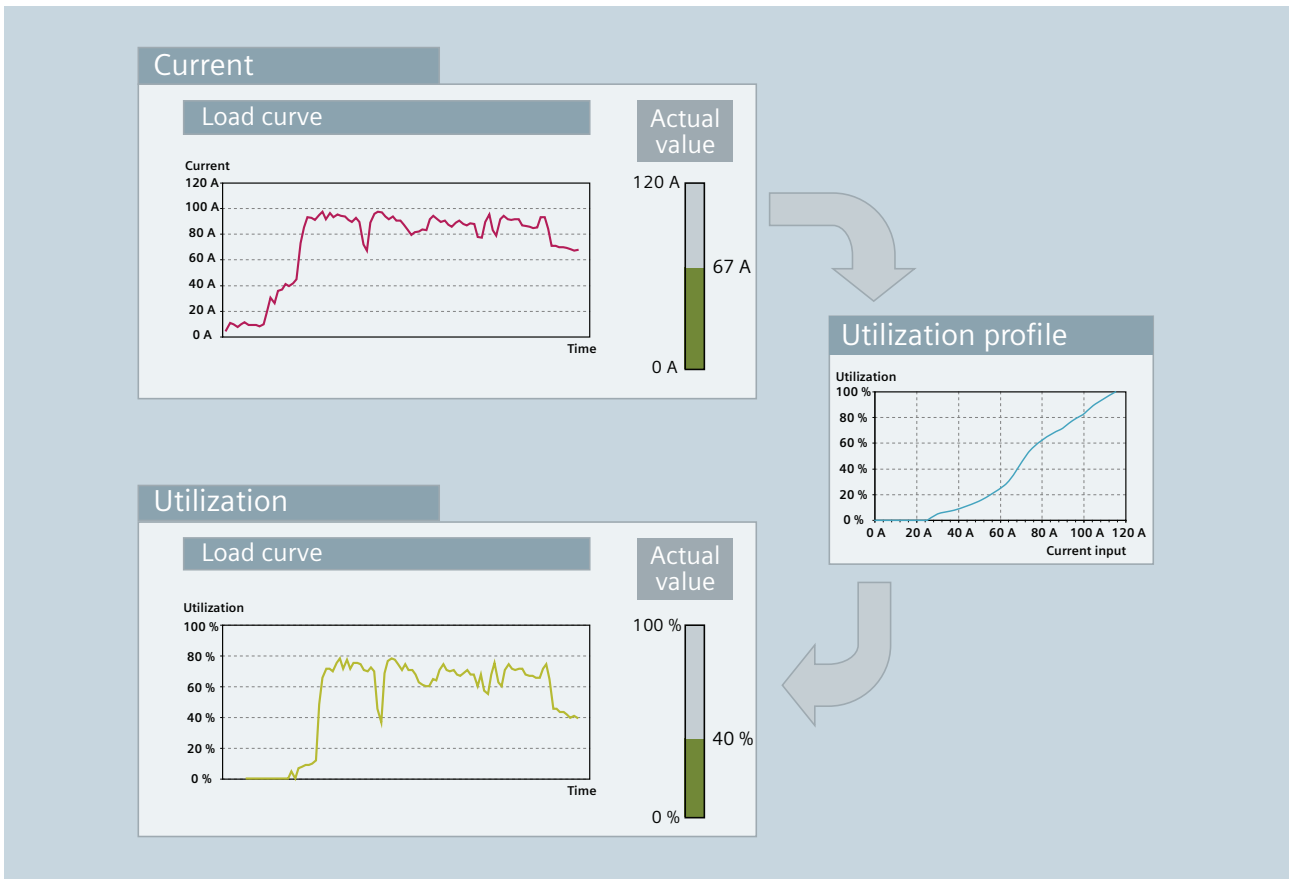 Current
Load curve
Actual
value
Current
120 A
100 A
80 A
60 A
40 A
20 A
0 A
Time
120 A
67 A
0 A
Utilization profile
Utilization
100 %
80 %
60 %
40 %
20 %
0 %
0 A 20 A 40 A 60 A 80 A 100 A 120 A
Current input
Utilization
Load curve
Actual
value
Utilization
100 %
80 %
60 %
40 %
20 %
0 %
Time
100 %
40 %
0 %